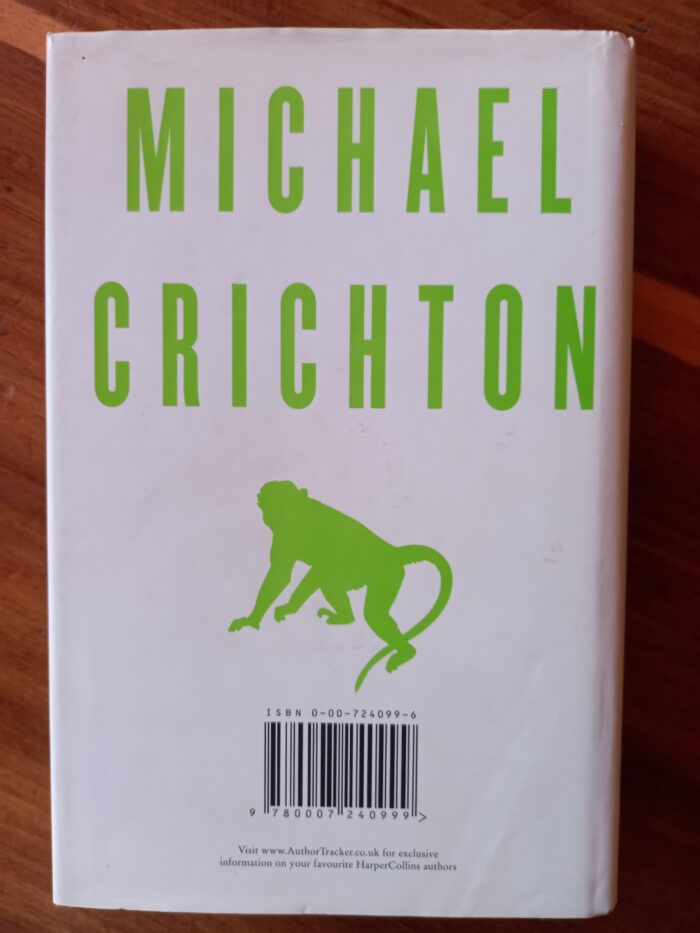 MICHAEL
CRICHTON
ISBN 0-00-724099-6
9 780007 240999 >
Visit www.AuthorTracker.co.uk for exclusive
information on your favourite HarperCollins authors